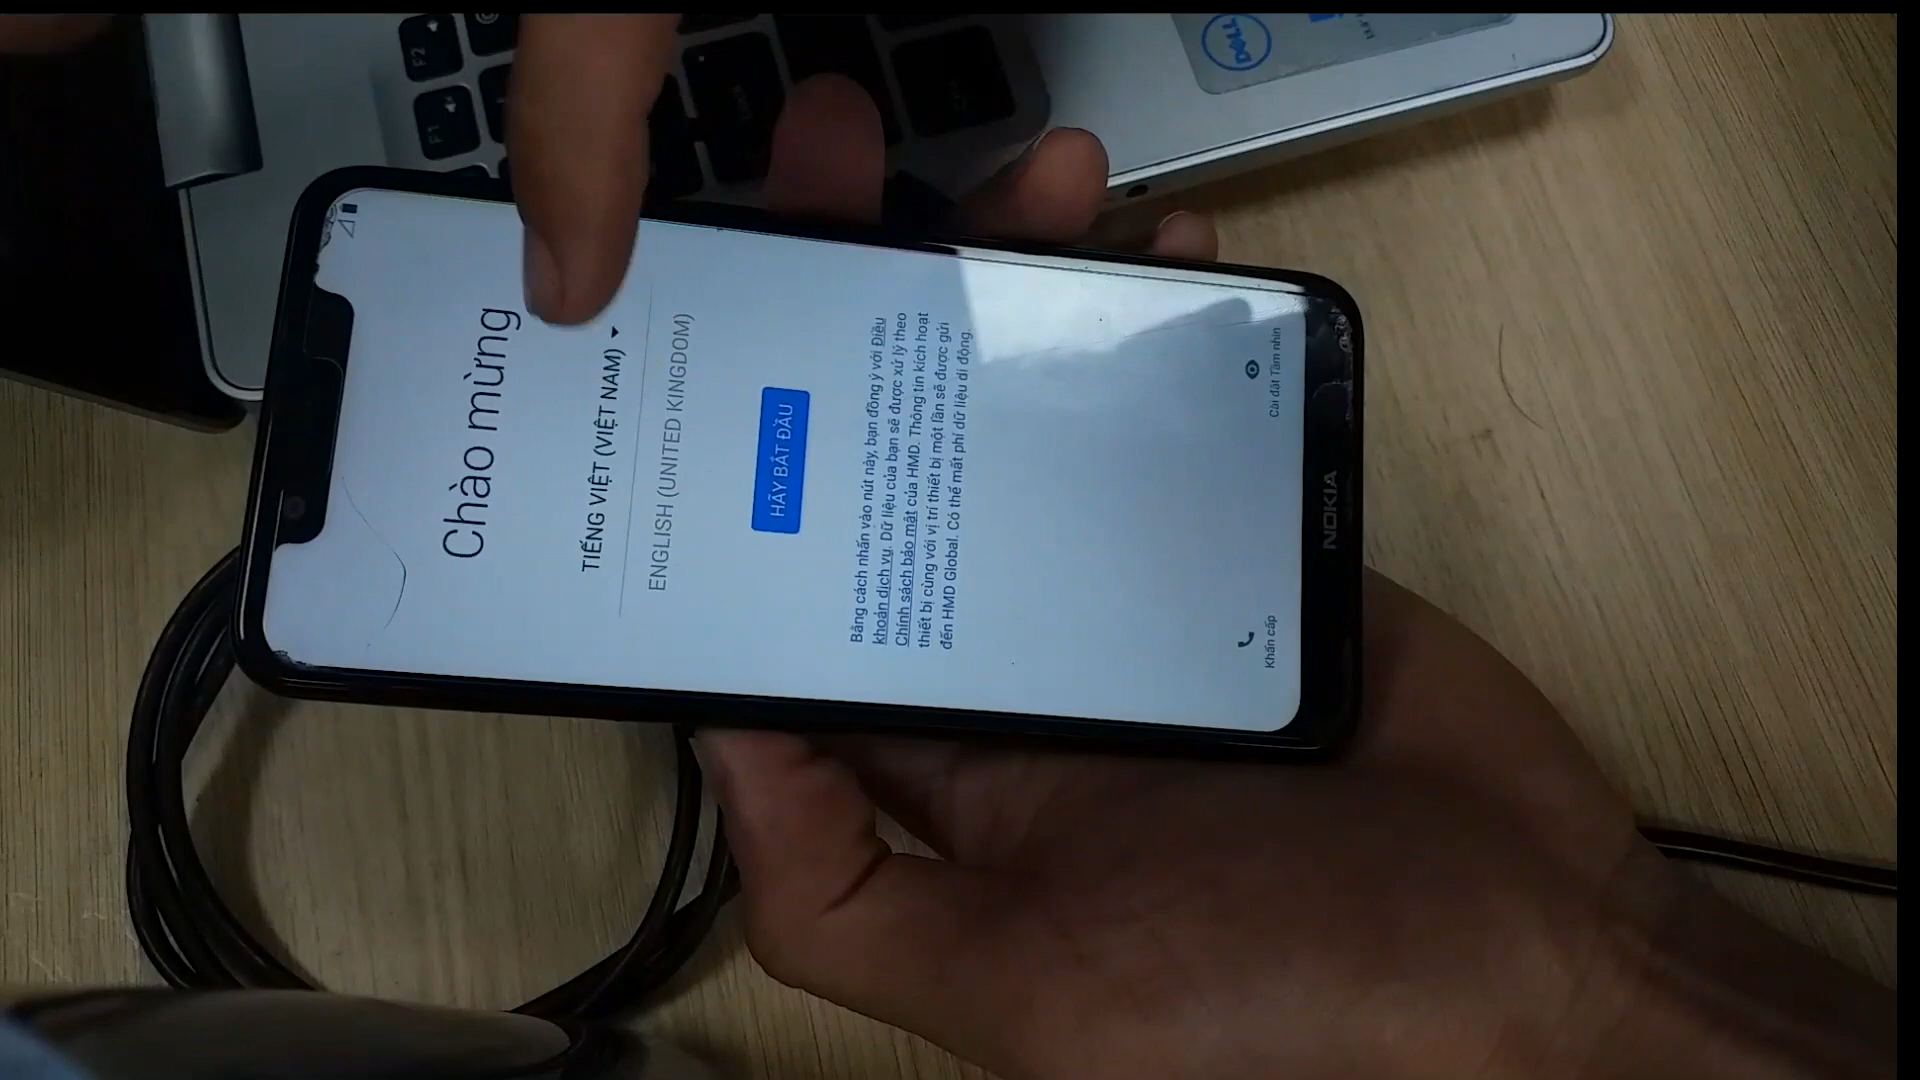 Chào mừng
TIẾNG VIỆT (VIỆT NAM)
ENGLISH (UNITED KINGDOM)
HÃY BẮT ĐẦU
Bằng cách nhấn vào nút này, bạn đồng ý với Điều
khoản dịch vụ. Dữ liệu của bạn sẽ được xử lý theo
Chính sách bảo mật của HMD. Thông tin kích hoạt
thiết bị cùng với vị trí thiết bị một lần sẽ được gửi
đến HMD Global. Có thể mất phí dữ liệu di động.
Khẩn cấp
Cài đặt Tầm nhìn
NOKIA
F1
F2
DELL